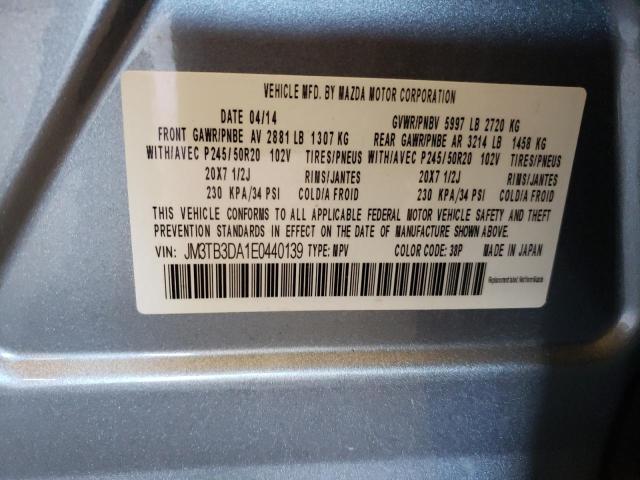 VEHICLE MFD. BY MAZDA MOTOR CORPORATION
DATE 04/14 GVWR/PNBV 5997 LB 2720 KG
FRONT GAWR/PNBE AV 2881 LB 1307 KG REAR GAWR/PNBE AR 3214 LB 1458 KG
WITH/AVEC P245/50R20 102V TIRES/PNEUS WITH/AVEC P245/50R20 102V TIRES/PNEUS
20X7 1/2J RIMS/JANTES 20X7 1/2J RIMS/JANTES
230 KPA/34 PSI COLD/A FROID 230 KPA/34 PSI COLD/A FROID
THIS VEHICLE CONFORMS TO ALL APPLICABLE FEDERAL MOTOR VEHICLE SAFETY AND THEFT
PREVENTION STANDARDS IN EFFECT ON THE DATE OF MANUFACTURE SHOWN ABOVE.
VIN: JM3TB3DA1E0440139 TYPE: MPV COLOR CODE: 38P MADE IN JAPAN
Replacement label. Not from Mazda